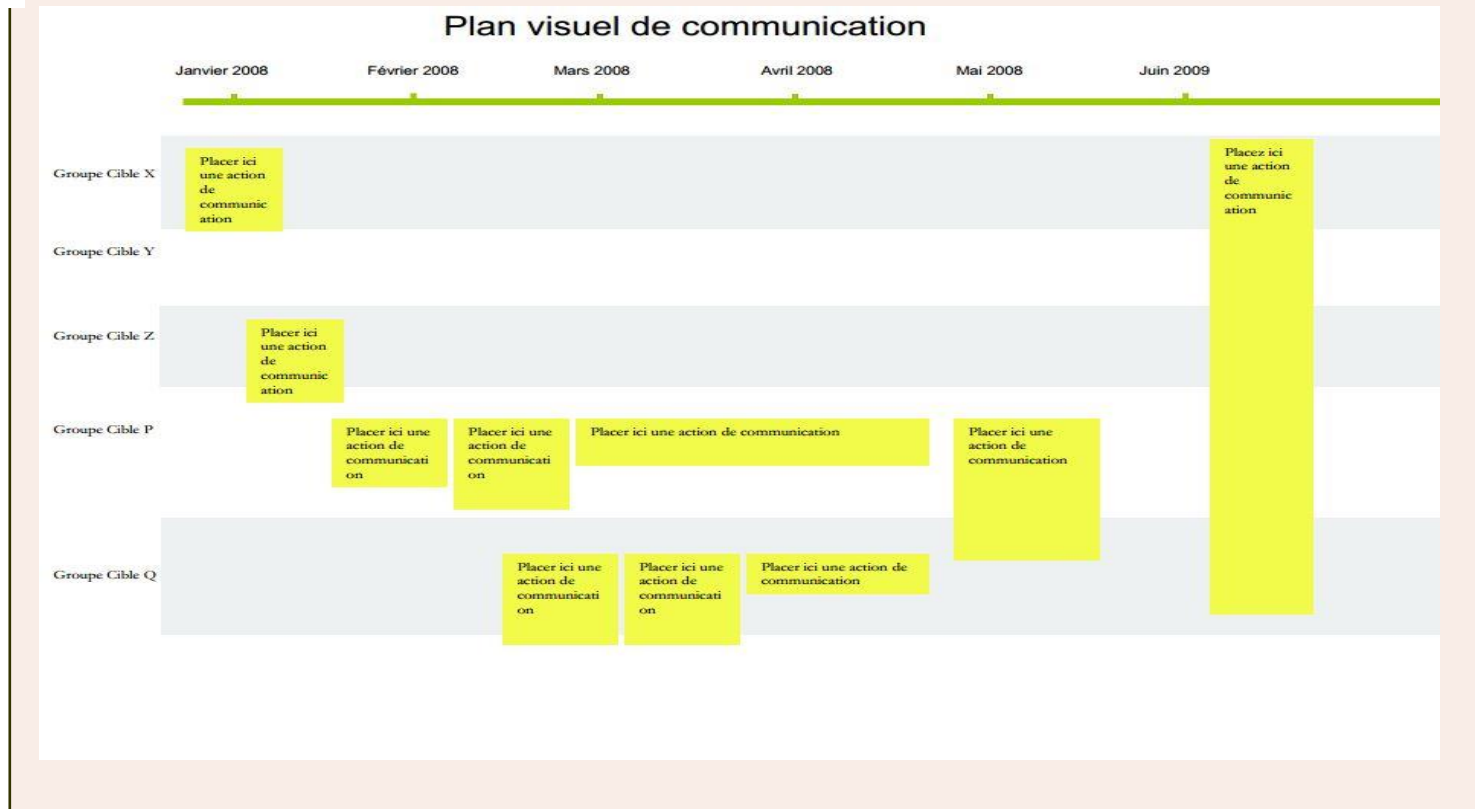 Plan visuel de communication
Janvier 2008 Février 2008 Mars 2008 Avril 2008 Mai 2008 Juin 2009
Groupe Cible X
Placer ici
une action
de
communic
ation
Placez ici
une action
de
communic
ation
Groupe Cible Y
Groupe Cible Z
Placer ici
une action
de
communic
ation
Groupe Cible P
Placer ici une
action de
communicati
on
Placer ici une
action de
communicati
on
Placer ici une action de communication
Placer ici une
action de
communication
Groupe Cible Q
Placer ici une
action de
communicati
on
Placer ici une
action de
communicati
on
Placer ici une action de
communication